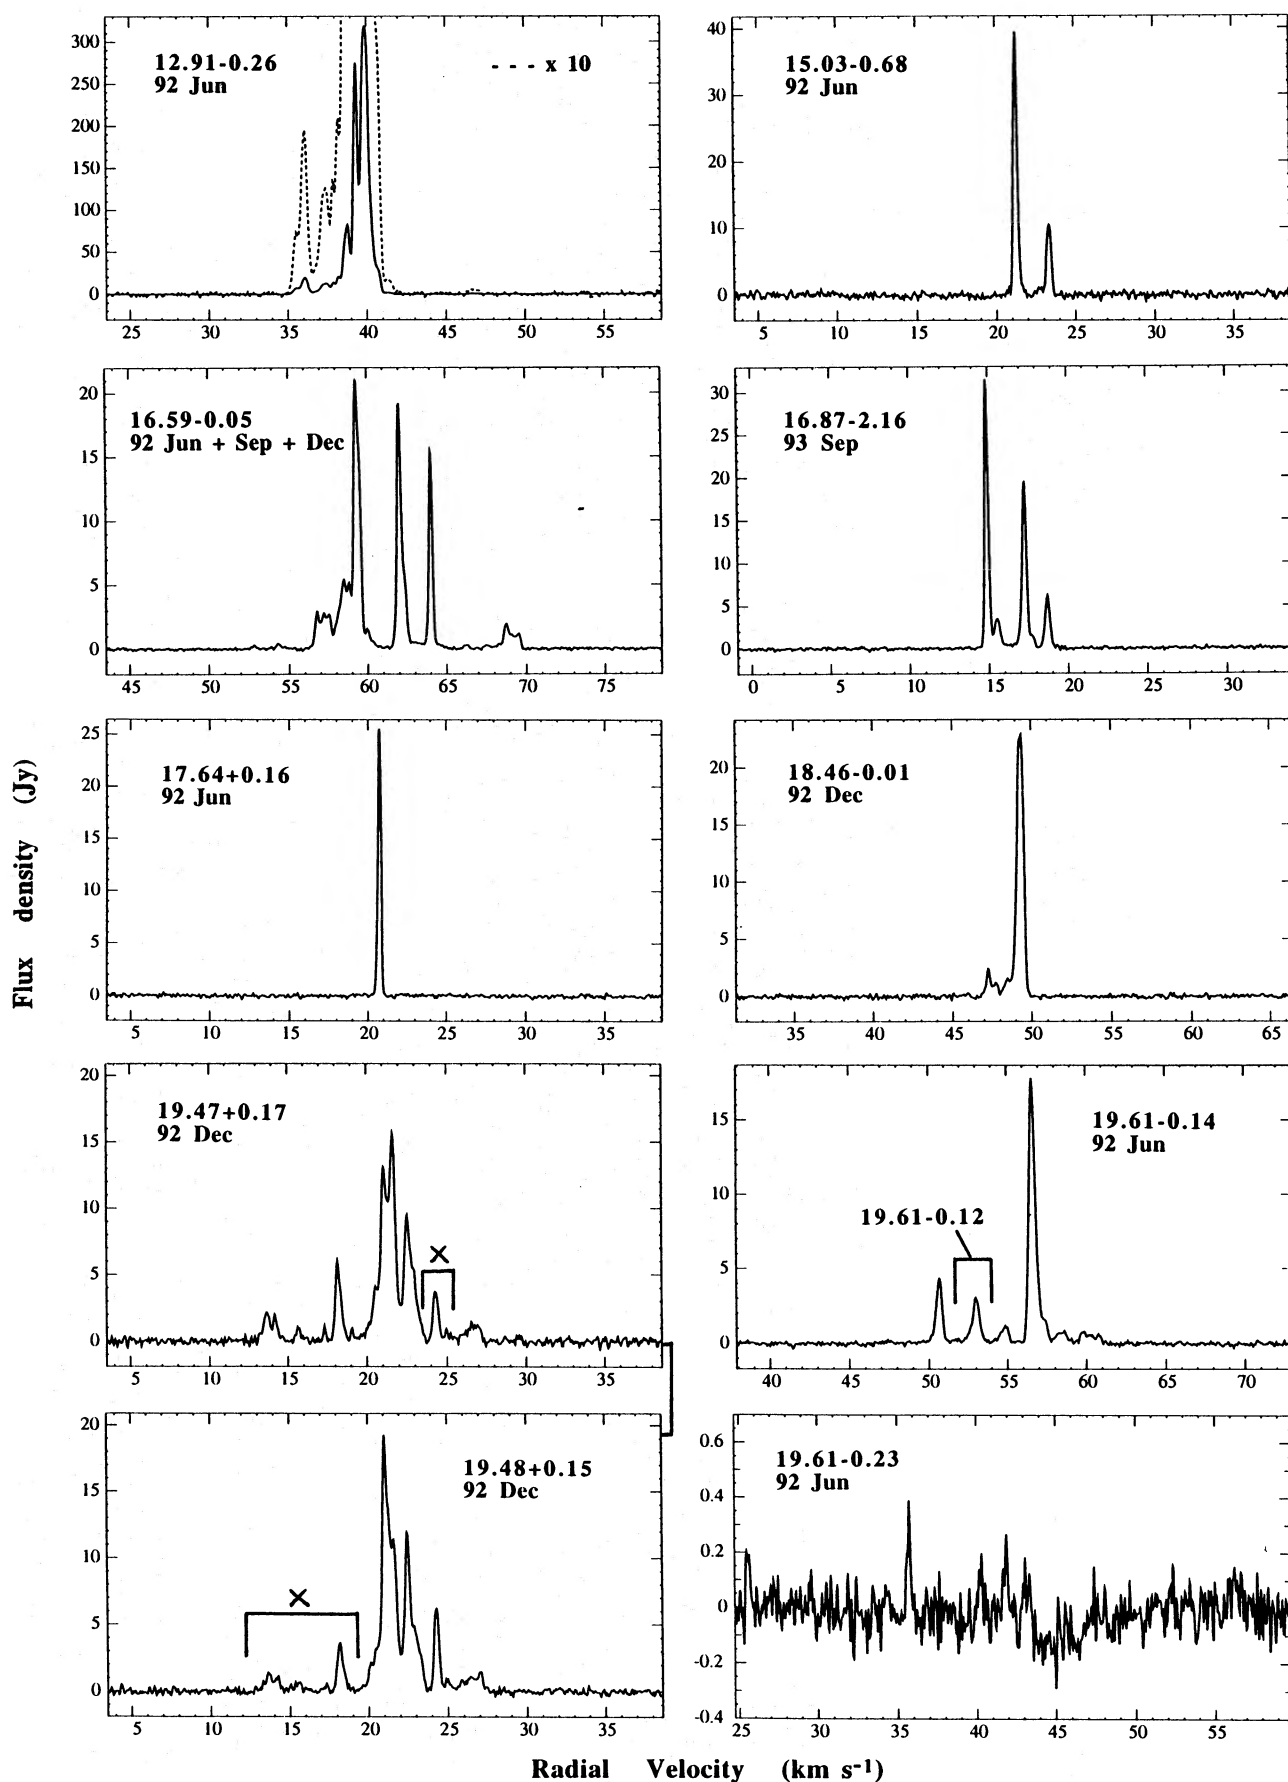 12.91-0.26
92 Jun
- - - x 10
300
250
200
150
100
50
0
25 30 35 40 45 50 55
15.03-0.68
92 Jun
40
30
20
10
0
5 10 15 20 25 30 35
16.59-0.05
92 Jun + Sep + Dec
20
15
10
5
0
45 50 55 60 65 70 75
16.87-2.16
93 Sep
30
25
20
15
10
5
0
0 5 10 15 20 25 30
17.64+0.16
92 Jun
25
20
15
10
5
0
5 10 15 20 25 30 35
18.46-0.01
92 Dec
20
15
10
5
0
35 40 45 50 55 60 65
19.47+0.17
92 Dec
×
20
15
10
5
0
5 10 15 20 25 30 35
19.61-0.14
92 Jun
19.61-0.12
15
10
5
0
40 45 50 55 60 65 70
19.48+0.15
92 Dec
×
20
15
10
5
0
5 10 15 20 25 30 35
19.61-0.23
92 Jun
0.6
0.4
0.2
0
-0.2
-0.4
25 30 35 40 45 50 55
Flux density (Jy)
Radial Velocity (km s⁻¹)